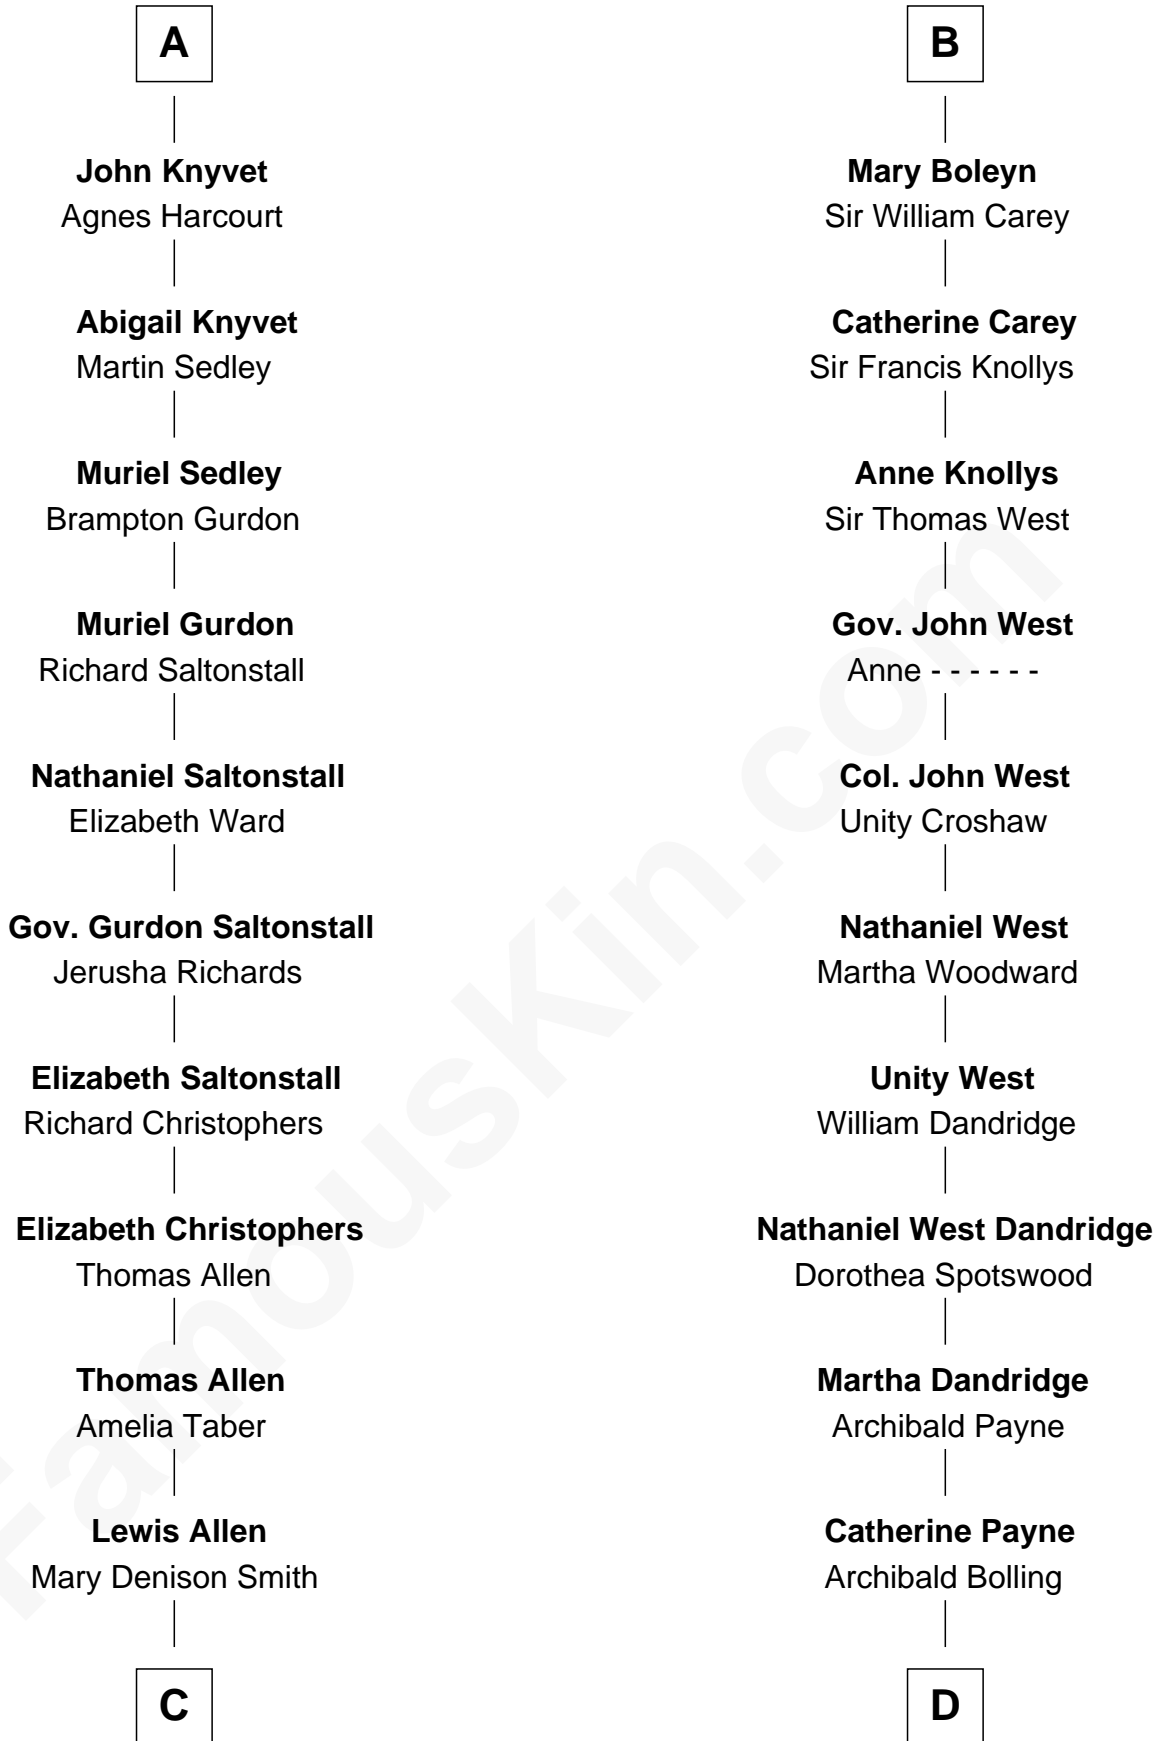 A
John Knyvet
Agnes Harcourt
Abigail Knyvet
Martin Sedley
Muriel Sedley
Brampton Gurdon
Muriel Gurdon
Richard Saltonstall
Nathaniel Saltonstall
Elizabeth Ward
Gov. Gurdon Saltonstall
Jerusha Richards
Elizabeth Saltonstall
Richard Christophers
Elizabeth Christophers
Thomas Allen
Thomas Allen
Amelia Taber
Lewis Allen
Mary Denison Smith
C
B
Mary Boleyn
Sir William Carey
Catherine Carey
Sir Francis Knollys
Anne Knollys
Sir Thomas West
Gov. John West
Anne - - - - - -
Col. John West
Unity Croshaw
Nathaniel West
Martha Woodward
Unity West
William Dandridge
Nathaniel West Dandridge
Dorothea Spotswood
Martha Dandridge
Archibald Payne
Catherine Payne
Archibald Bolling
D
FamousKin.com